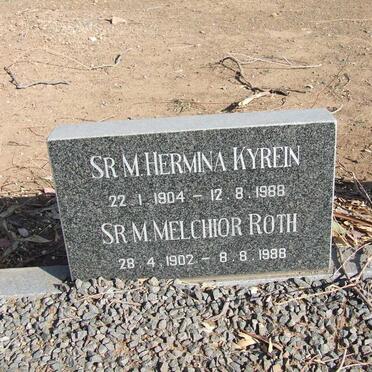 SR M. HERMINA KYREIN
22.1.1904 – 12.8.1988
SR M. MELCHIOR ROTH
28.4.1902 – 8.8.1988